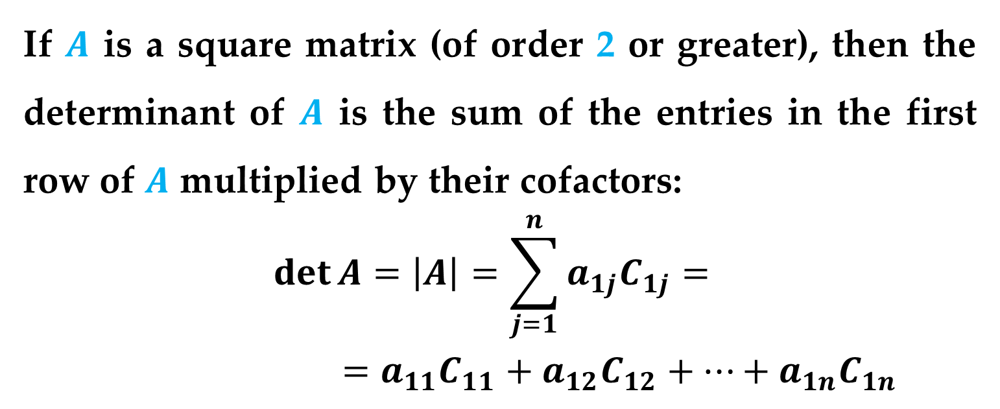 If A is a square matrix (of order 2 or greater), then the
determinant of A is the sum of the entries in the first
row of A multiplied by their cofactors:
det A = |A| = ∑_{j=1}^{n} a_{1j}C_{1j} =
= a_{11}C_{11} + a_{12}C_{12} + ⋯ + a_{1n}C_{1n}